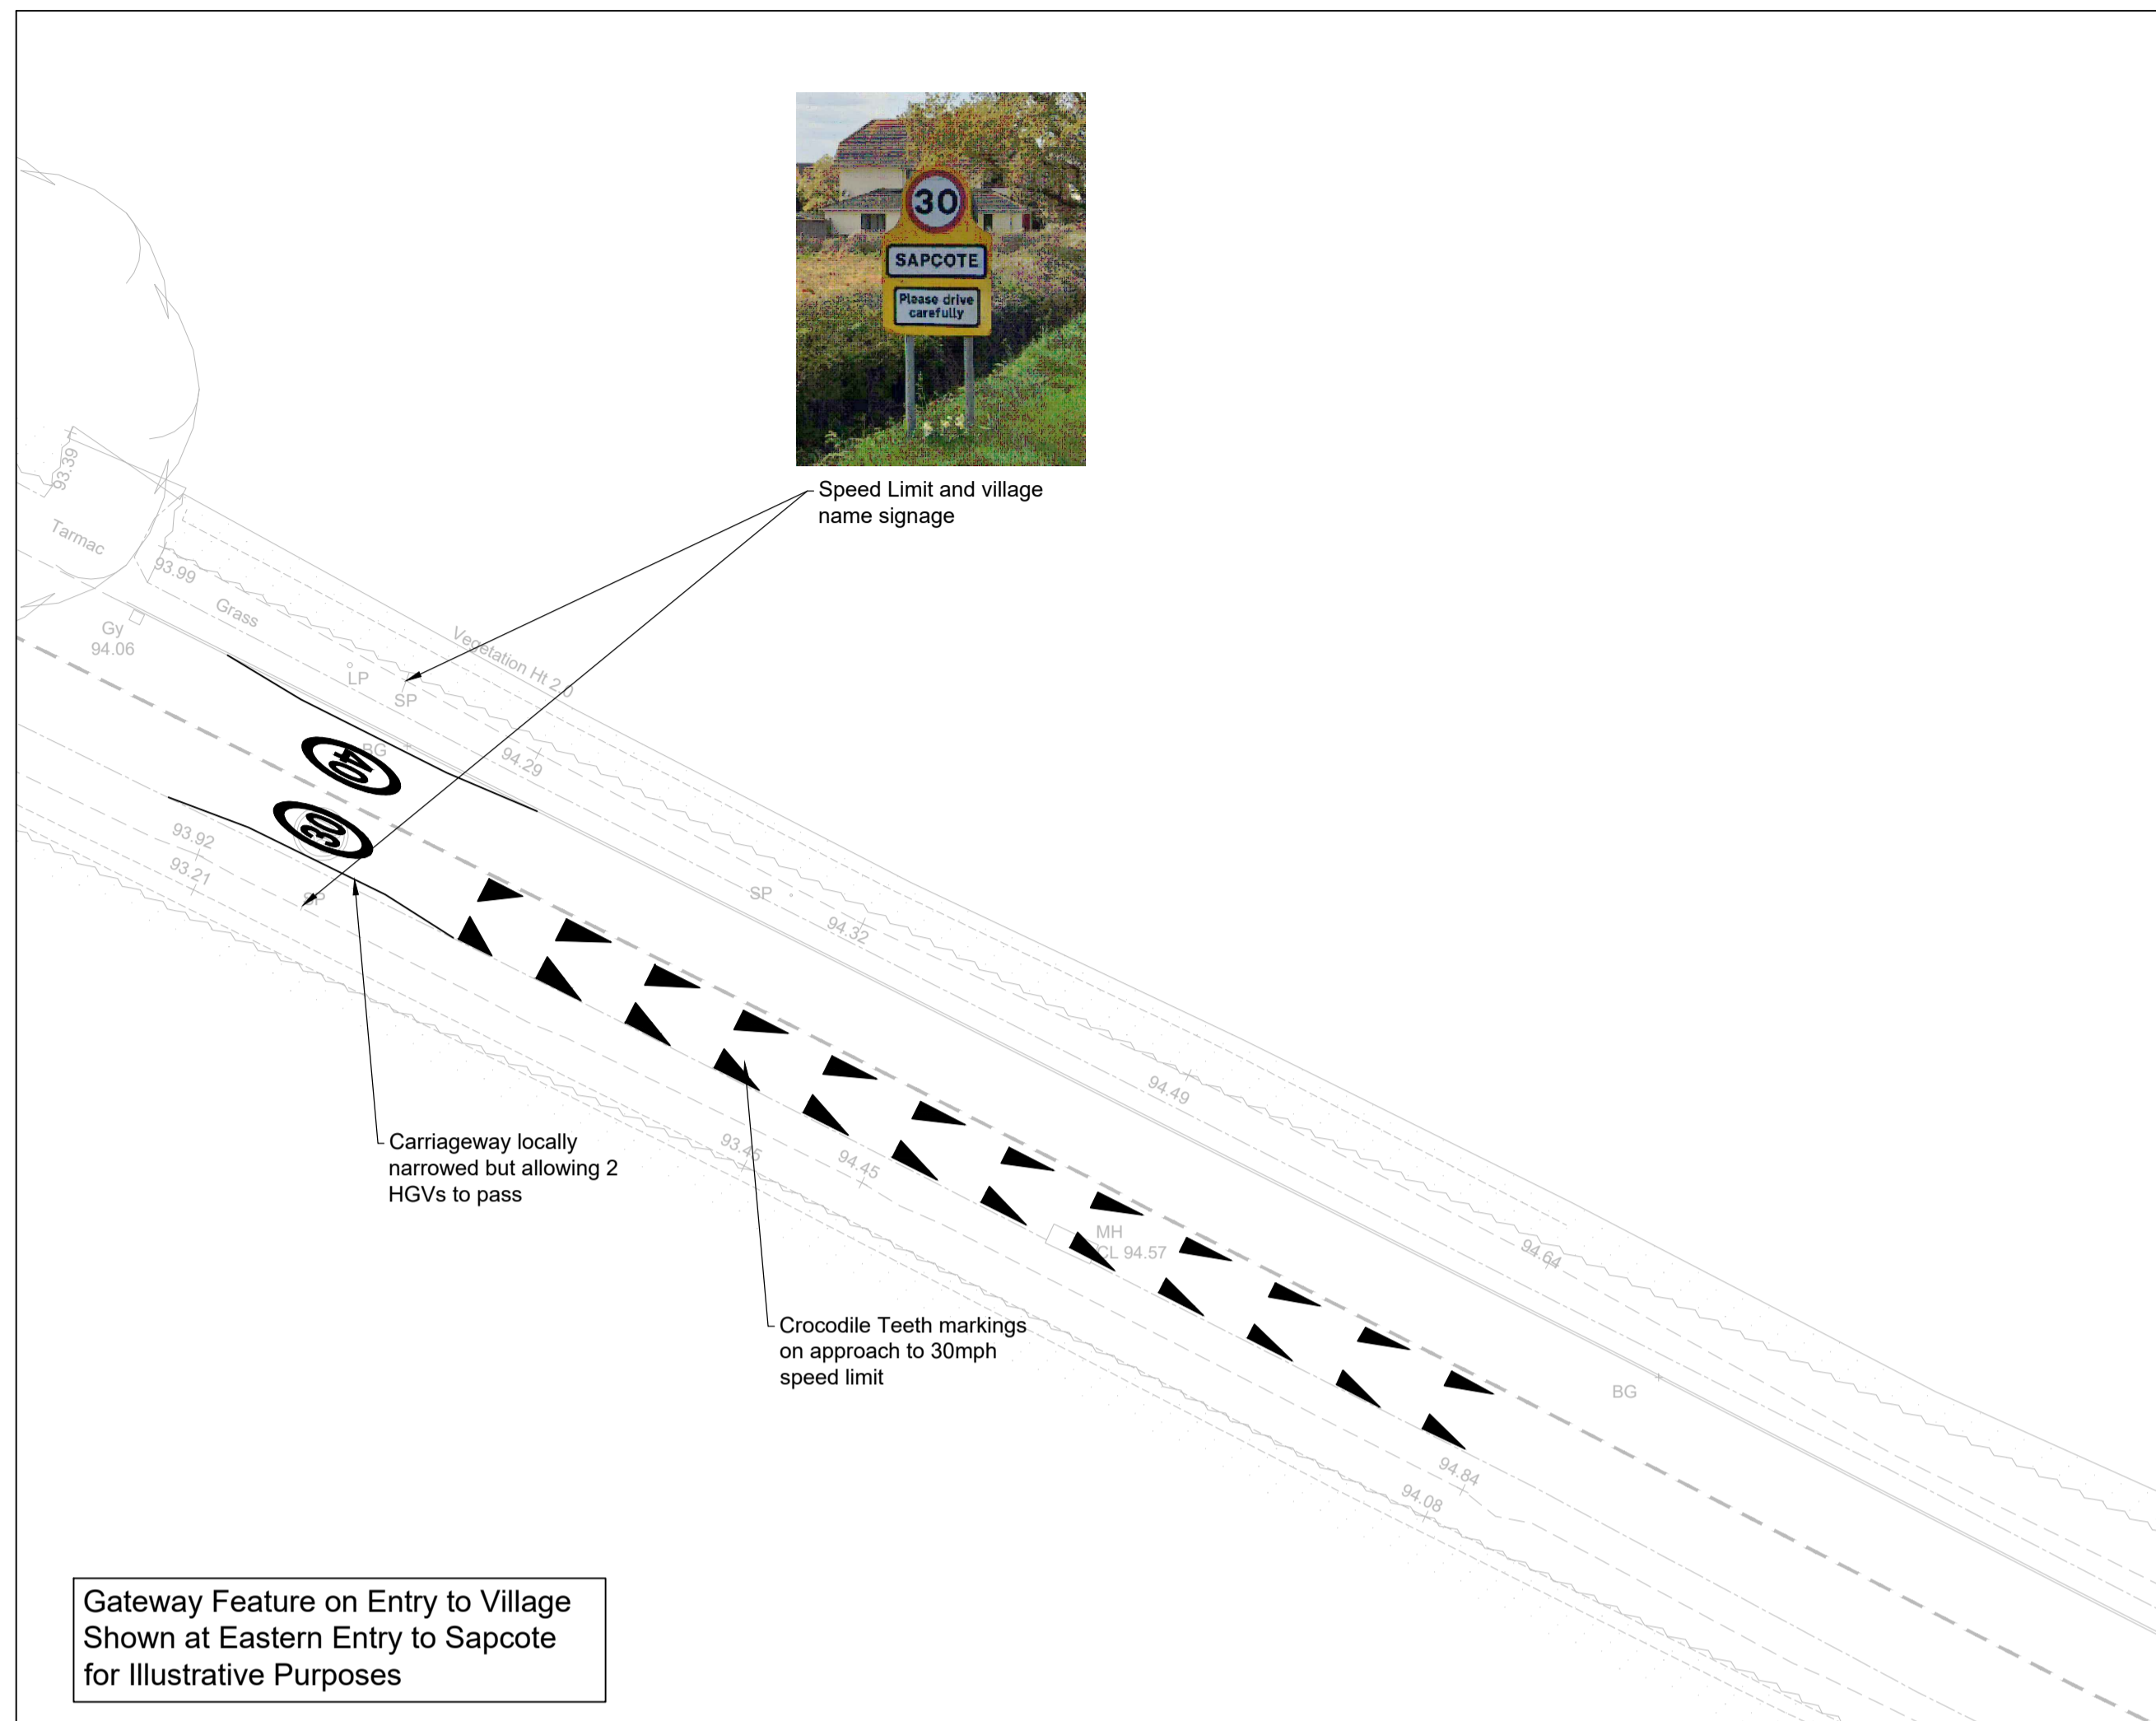 30
SAPCOTE
Please drive
carefully
Speed Limit and village
name signage
93.39
Tarmac
93.99
Grass
Gy
94.06
LP
SP
Vegetation Ht 2.0
BG
94.29
40
30
93.92
93.21
SP
SP
94.32
94.49
Carriageway locally
narrowed but allowing 2
HGVs to pass
93.45
94.45
MH
CL 94.57
94.64
Crocodile Teeth markings
on approach to 30mph
speed limit
BG
94.84
94.08
Gateway Feature on Entry to Village
Shown at Eastern Entry to Sapcote
for Illustrative Purposes